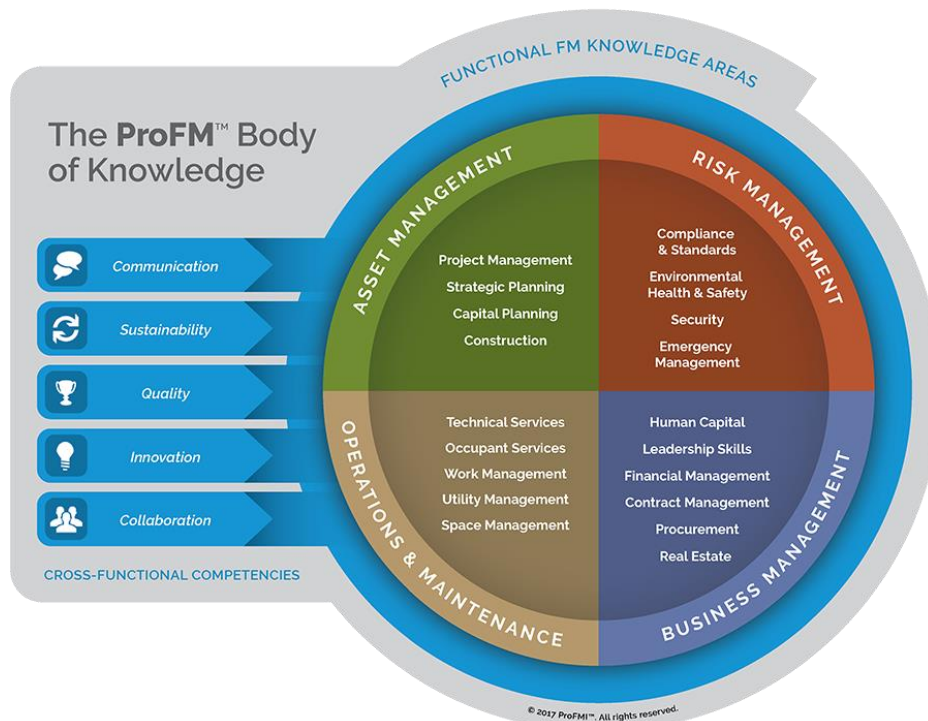 FUNCTIONAL FM KNOWLEDGE AREAS
The ProFM™ Body
of Knowledge
Communication
Sustainability
Quality
Innovation
Collaboration
CROSS-FUNCTIONAL COMPETENCIES
ASSET MANAGEMENT
Project Management
Strategic Planning
Capital Planning
Construction
RISK MANAGEMENT
Compliance
& Standards
Environmental
Health & Safety
Security
Emergency
Management
OPERATIONS & MAINTENANCE
Technical Services
Occupant Services
Work Management
Utility Management
Space Management
BUSINESS MANAGEMENT
Human Capital
Leadership Skills
Financial Management
Contract Management
Procurement
Real Estate
© 2017 ProFMI™. All rights reserved.